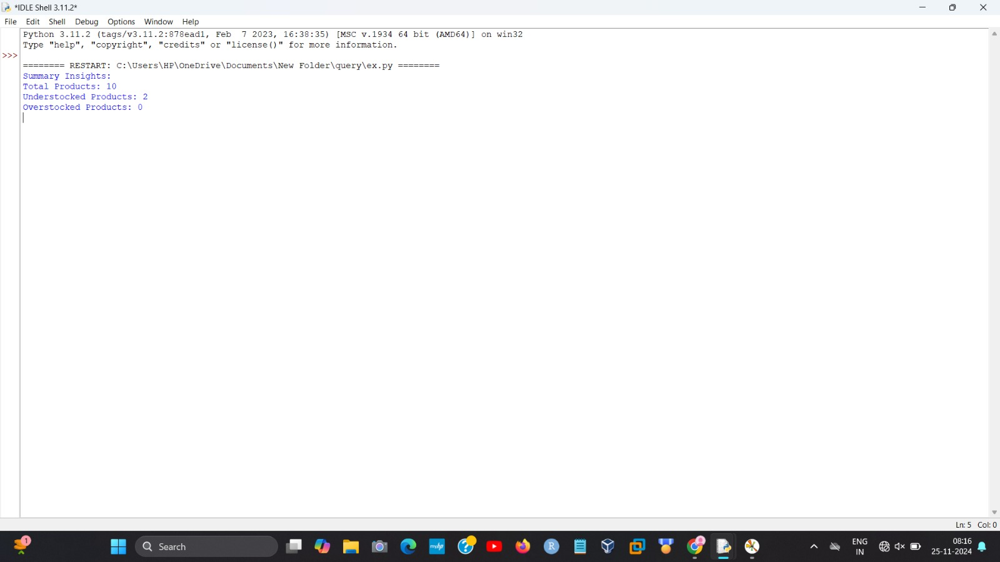 *IDLE Shell 3.11.2*
File Edit Shell Debug Options Window Help
Python 3.11.2 (tags/v3.11.2:878ead1, Feb  7 2023, 16:38:35) [MSC v.1934 64 bit (AMD64)] on win32
Type "help", "copyright", "credits" or "license()" for more information.
>>>
======== RESTART: C:\Users\HP\OneDrive\Documents\New Folder\query\ex.py ========
Summary Insights:
Total Products: 10
Understocked Products: 2
Overstocked Products: 0
Ln: 5 Col: 0
1
Search
myhp
?
R
ENG
IN
08:16
25-11-2024